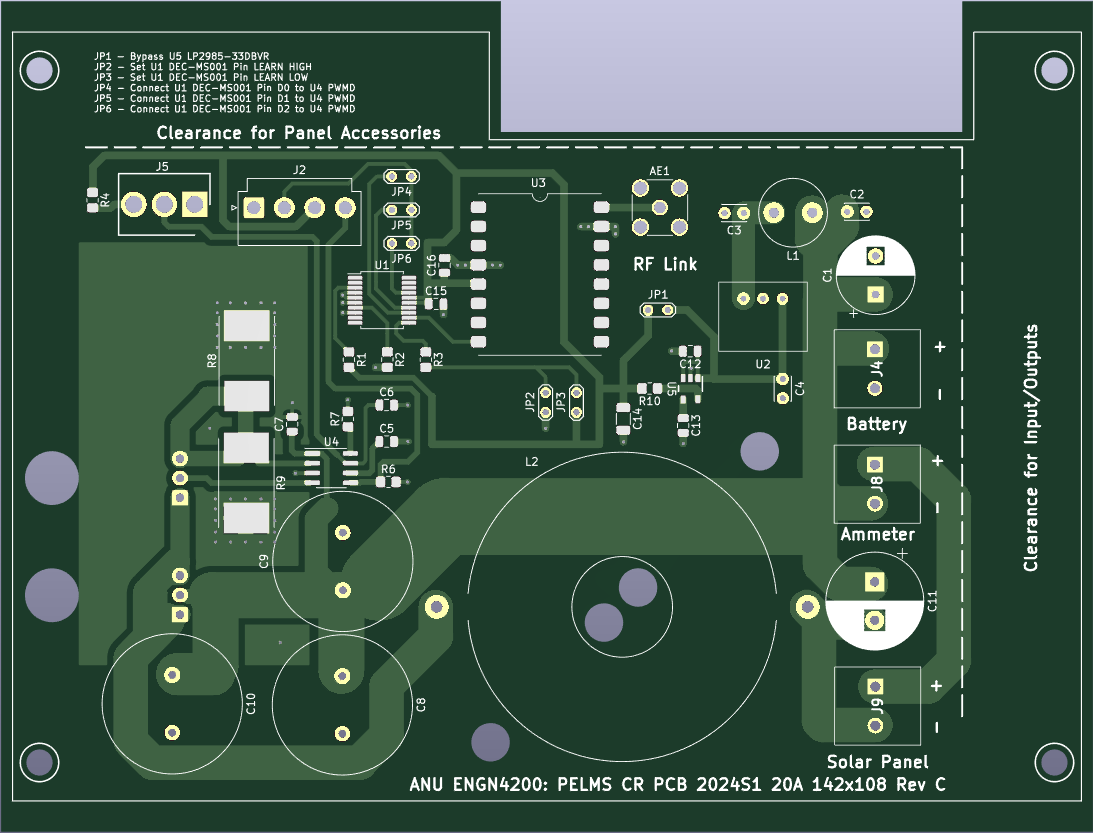 JP1 - Bypass U5 LP2985-33DBVR
JP2 - Set U1 DEC-MS001 Pin LEARN HIGH
JP3 - Set U1 DEC-MS001 Pin LEARN LOW
JP4 - Connect U1 DEC-MS001 Pin D0 to U4 PWMD
JP5 - Connect U1 DEC-MS001 Pin D1 to U4 PWMD
JP6 - Connect U1 DEC-MS001 Pin D2 to U4 PWMD
Clearance for Panel Accessories
J5
J2
R4
JP4
JP5
JP6
U3
AE1
RF Link
C3
L1
C2
C1
+
U1
C16
C15
JP1
U2
R8
R1
R2
R3
C12
U5
R10
C4
J4
+
-
Battery
C6
C7
R7
C5
U4
R6
R9
JP2
JP3
C14
C13
L2
J8
+
-
Ammeter
Clearance for Input/Outputs
C9
+
C11
C10
C8
J9
+
-
Solar Panel
ANU ENGN4200: PELMS CR PCB 2024S1 20A 142x108 Rev C